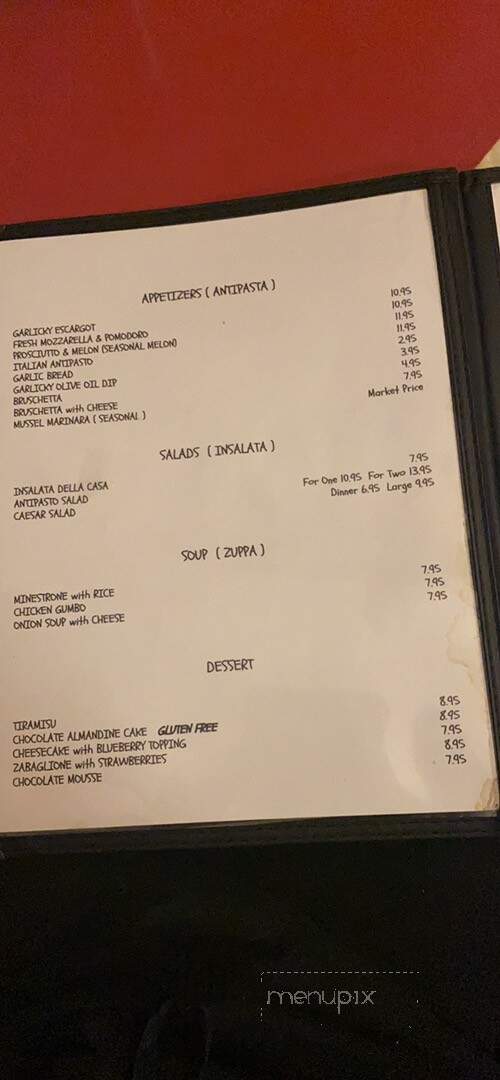 APPETIZERS ( ANTIPASTA )
GARLICKY ESCARGOT 10.95
FRESH MOZZARELLA & POMODORO 10.95
PROSCIUTTO & MELON (SEASONAL MELON) 11.95
ITALIAN ANTIPASTO 11.95
GARLIC BREAD 2.95
GARLICKY OLIVE OIL DIP 3.95
BRUSCHETTA 4.95
BRUSCHETTA with CHEESE 7.95
MUSSEL MARINARA ( SEASONAL ) Market Price
SALADS ( INSALATA )
INSALATA DELLA CASA 7.95
ANTIPASTO SALAD For One 10.95 For Two 13.95
CAESAR SALAD Dinner 6.95 Large 9.95
SOUP ( ZUPPA )
MINESTRONE with RICE 7.95
CHICKEN GUMBO 7.95
ONION SOUP with CHEESE 7.95
DESSERT
TIRAMISU 8.95
CHOCOLATE ALMANDINE CAKE GLUTEN FREE 8.95
CHEESECAKE with BLUEBERRY TOPPING 7.95
ZABAGLIONE with STRAWBERRIES 8.95
CHOCOLATE MOUSSE 7.95
menupix